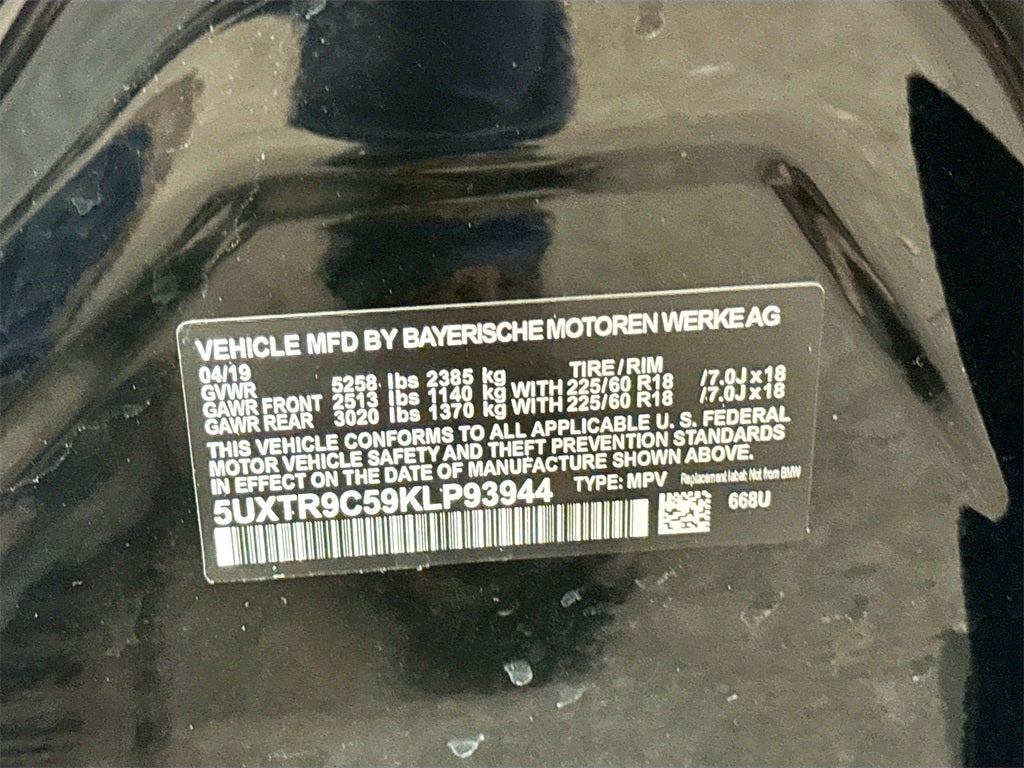 VEHICLE MFD BY BAYERISCHE MOTOREN WERKE AG
04/19 TIRE/RIM
GVWR 5258 lbs 2385 kg
GAWR FRONT 2513 lbs 1140 kg WITH 225/60 R18 /7.0J x 18
GAWR REAR 3020 lbs 1370 kg WITH 225/60 R18 /7.0J x 18
THIS VEHICLE CONFORMS TO ALL APPLICABLE U. S. FEDERAL
MOTOR VEHICLE SAFETY AND THEFT PREVENTION STANDARDS
IN EFFECT ON THE DATE OF MANUFACTURE SHOWN ABOVE.
5UXTR9C59KLP93944 TYPE: MPV Replacement label: Not from BMW
668U